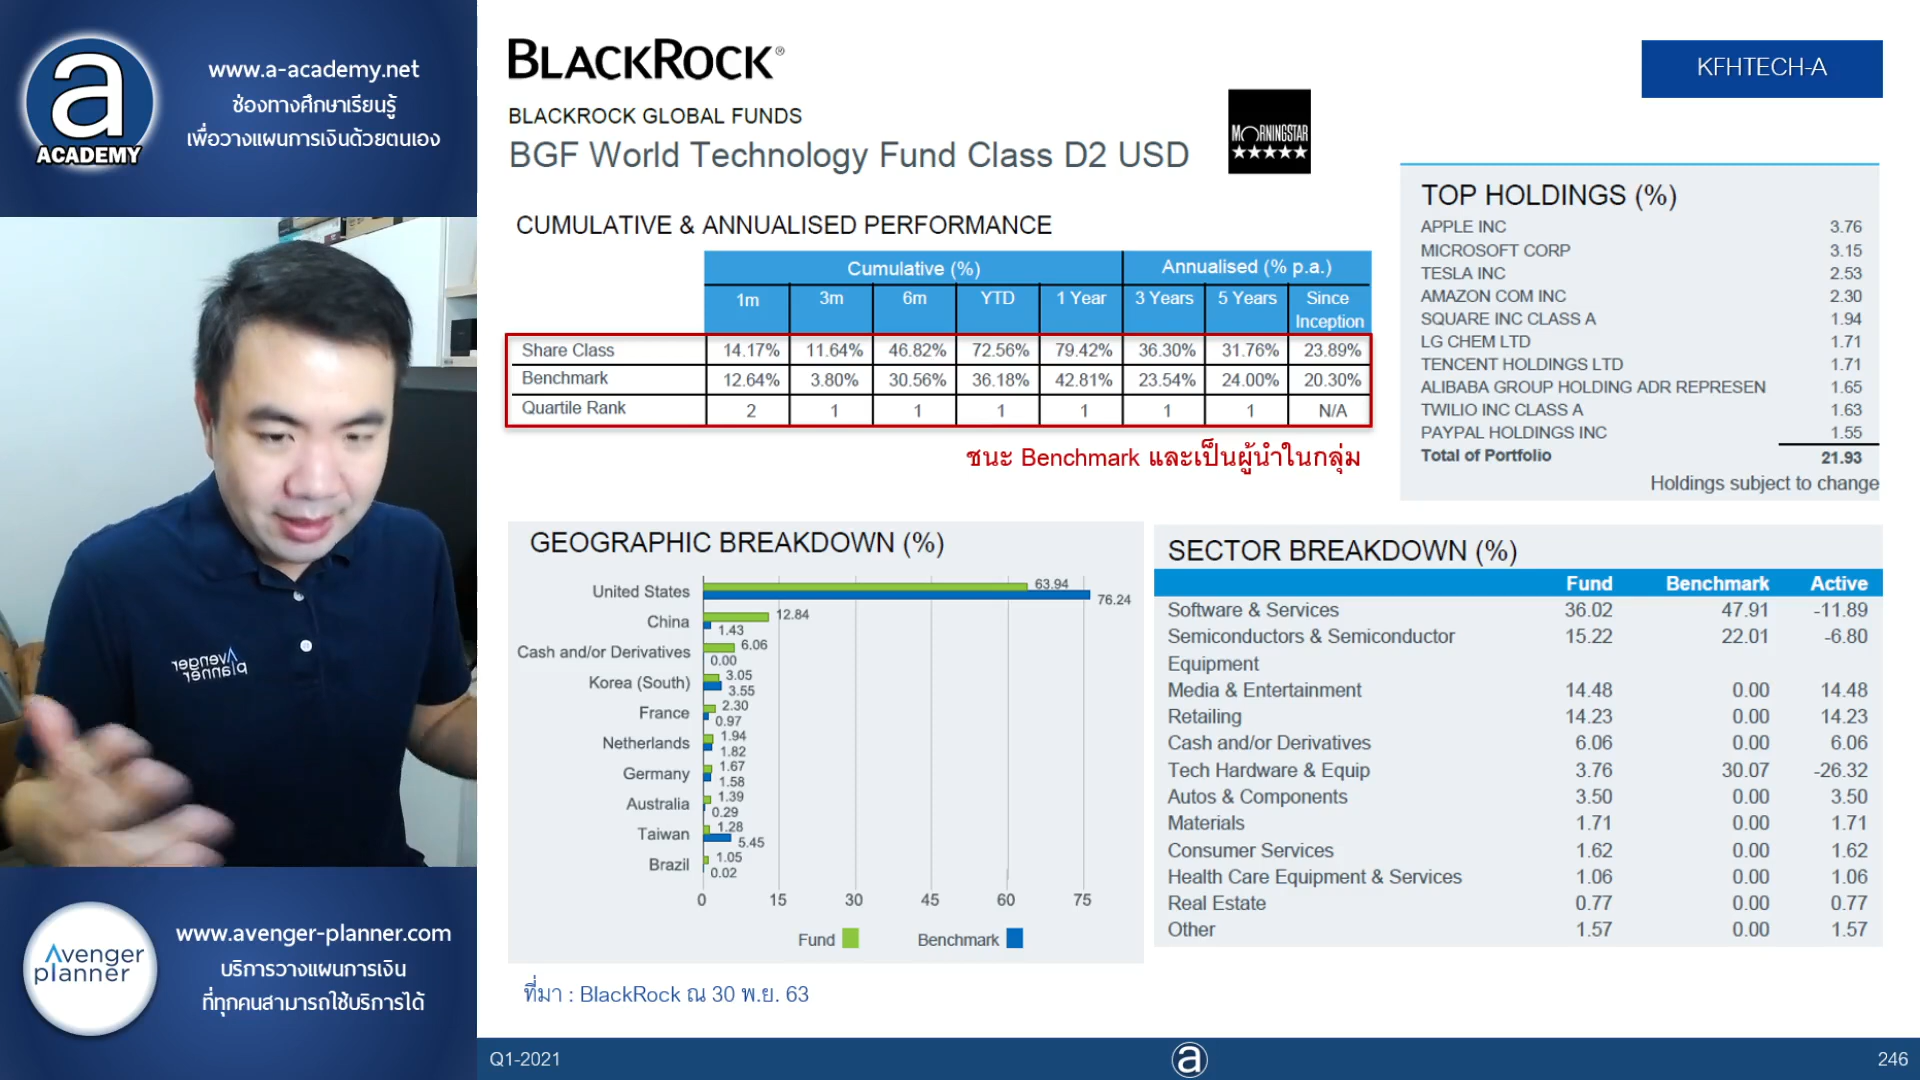 a
ACADEMY
www.a-academy.net
ช่องทางศึกษาเรียนรู้
เพื่อวางแผนการเงินด้วยตนเอง
Avenger
planner
Avenger
planner
www.avenger-planner.com
บริการวางแผนการเงิน
ที่ทุกคนสามารถใช้บริการได้
BLACKROCK®
KFHTECH-A
BLACKROCK GLOBAL FUNDS
BGF World Technology Fund Class D2 USD
MORNINGSTAR
★★★★★
CUMULATIVE & ANNUALISED PERFORMANCE
Cumulative (%) Annualised (% p.a.)
1m 3m 6m YTD 1 Year 3 Years 5 Years Since
Inception
Share Class 14.17% 11.64% 46.82% 72.56% 79.42% 36.30% 31.76% 23.89%
Benchmark 12.64% 3.80% 30.56% 36.18% 42.81% 23.54% 24.00% 20.30%
Quartile Rank 2 1 1 1 1 1 1 N/A
ชนะ Benchmark และเป็นผู้นำในกลุ่ม
TOP HOLDINGS (%)
APPLE INC 3.76
MICROSOFT CORP 3.15
TESLA INC 2.53
AMAZON COM INC 2.30
SQUARE INC CLASS A 1.94
LG CHEM LTD 1.71
TENCENT HOLDINGS LTD 1.71
ALIBABA GROUP HOLDING ADR REPRESEN 1.65
TWILIO INC CLASS A 1.63
PAYPAL HOLDINGS INC 1.55
Total of Portfolio 21.93
Holdings subject to change
GEOGRAPHIC BREAKDOWN (%)
United States 63.94
76.24
China 12.84
1.43
Cash and/or Derivatives 6.06
0.00
Korea (South) 3.05
3.55
France 2.30
0.97
Netherlands 1.94
1.82
Germany 1.67
1.58
Australia 1.39
0.29
Taiwan 1.28
5.45
Brazil 1.05
0.02
0 15 30 45 60 75
Fund Benchmark
SECTOR BREAKDOWN (%)
Fund Benchmark Active
Software & Services 36.02 47.91 -11.89
Semiconductors & Semiconductor 15.22 22.01 -6.80
Equipment
Media & Entertainment 14.48 0.00 14.48
Retailing 14.23 0.00 14.23
Cash and/or Derivatives 6.06 0.00 6.06
Tech Hardware & Equip 3.76 30.07 -26.32
Autos & Components 3.50 0.00 3.50
Materials 1.71 0.00 1.71
Consumer Services 1.62 0.00 1.62
Health Care Equipment & Services 1.06 0.00 1.06
Real Estate 0.77 0.00 0.77
Other 1.57 0.00 1.57
ที่มา : BlackRock ณ 30 พ.ย. 63
Q1-2021 a 246